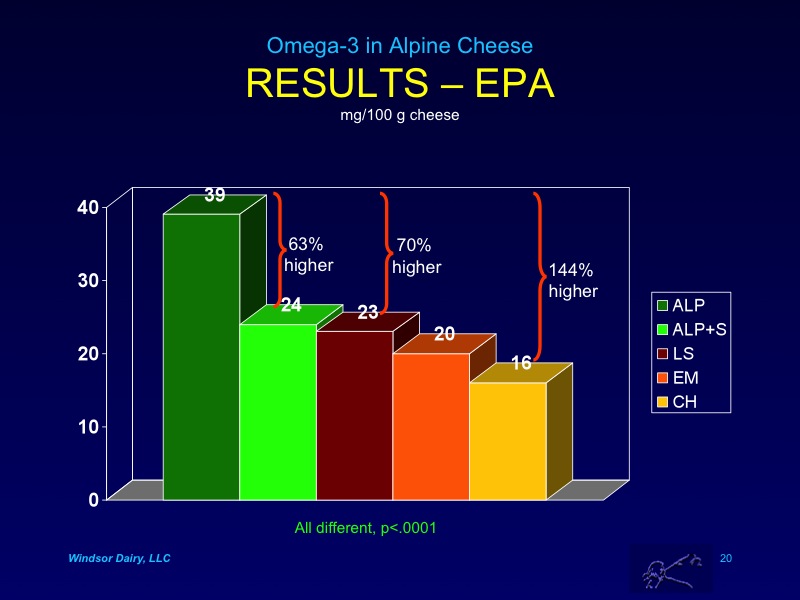 Omega-3 in Alpine Cheese
RESULTS – EPA
mg/100 g cheese
39
40
63%
higher
70%
higher
144%
higher
30
24
23
20
16
20
10
0
ALP
ALP+S
LS
EM
CH
All different, p<.0001
Windsor Dairy, LLC
20